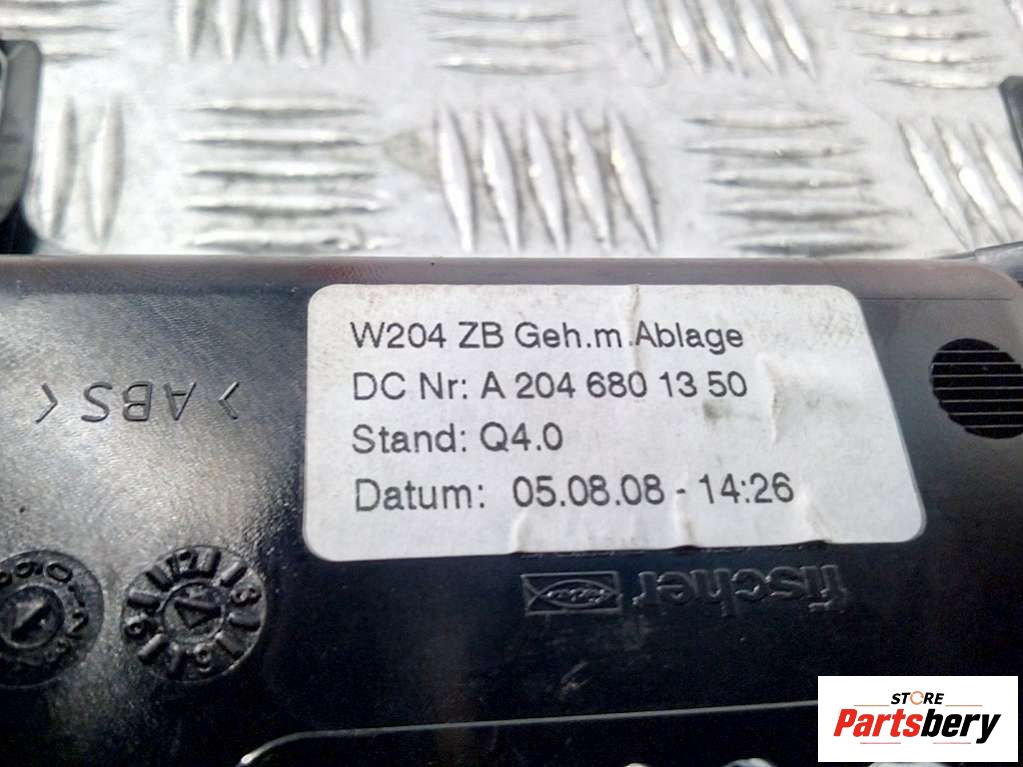 W204 ZB Geh.m.Ablage
DC Nr: A 204 680 13 50
Stand: Q4.0
Datum: 05.08.08 - 14:26
>ABS<
fischer
STORE
Partsbery